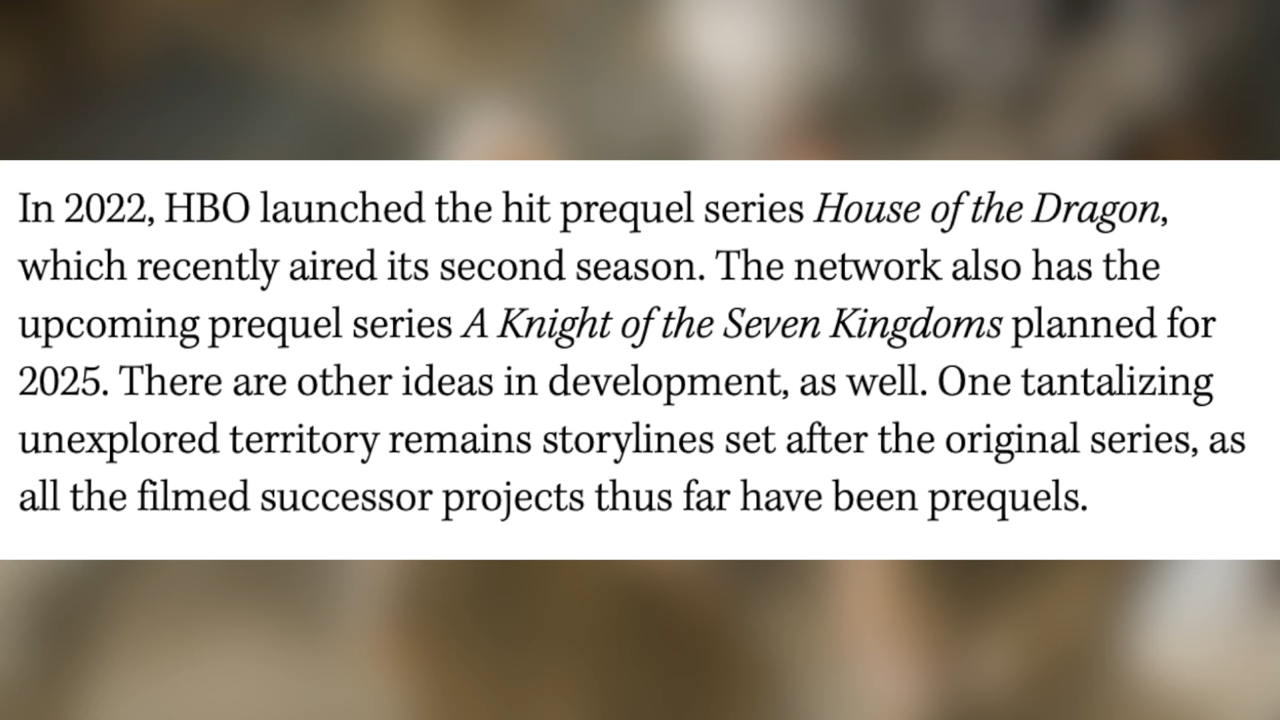 In 2022, HBO launched the hit prequel series House of the Dragon,
which recently aired its second season. The network also has the
upcoming prequel series A Knight of the Seven Kingdoms planned for
2025. There are other ideas in development, as well. One tantalizing
unexplored territory remains storylines set after the original series, as
all the filmed successor projects thus far have been prequels.